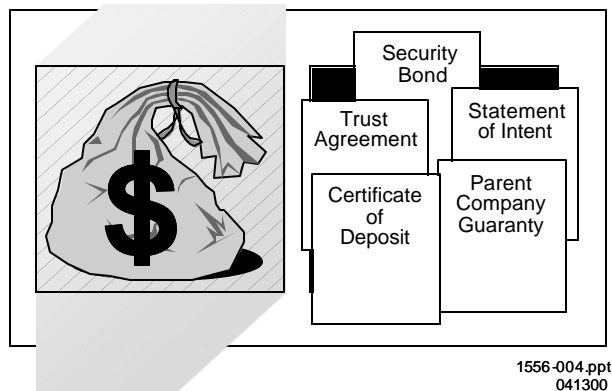 Security
Bond
Trust
Agreement
Statement
of Intent
Certificate
of
Deposit
Parent
Company
Guaranty
$
1556-004.ppt
041300